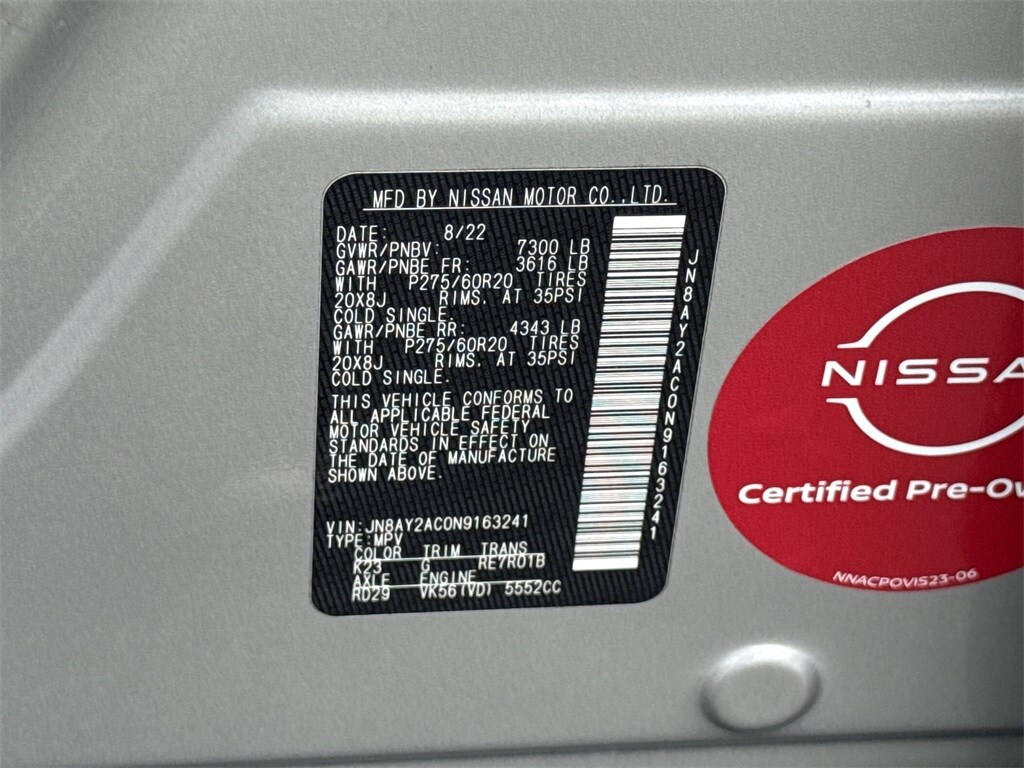 MFD BY NISSAN MOTOR CO.,LTD.
DATE: 8/22
GVWR/PNBV: 7300 LB
GAWR/PNBE FR: 3616 LB
WITH P275/60R20 TIRES
20X8J RIMS. AT 35PSI
COLD SINGLE.
GAWR/PNBE RR: 4343 LB
WITH P275/60R20 TIRES
20X8J RIMS. AT 35PSI
COLD SINGLE.
THIS VEHICLE CONFORMS TO
ALL APPLICABLE FEDERAL
MOTOR VEHICLE SAFETY
STANDARDS IN EFFECT ON
THE DATE OF MANUFACTURE
SHOWN ABOVE.
VIN:JN8AY2AC0N9163241
TYPE:MPV
COLOR TRIM TRANS
K23 G RE7R01B
AXLE ENGINE
RD29 VK56(VD) 5552CC
JN8AY2AC0N9163241
NISSA
Certified Pre-Ow
NNACPOVIS23-06